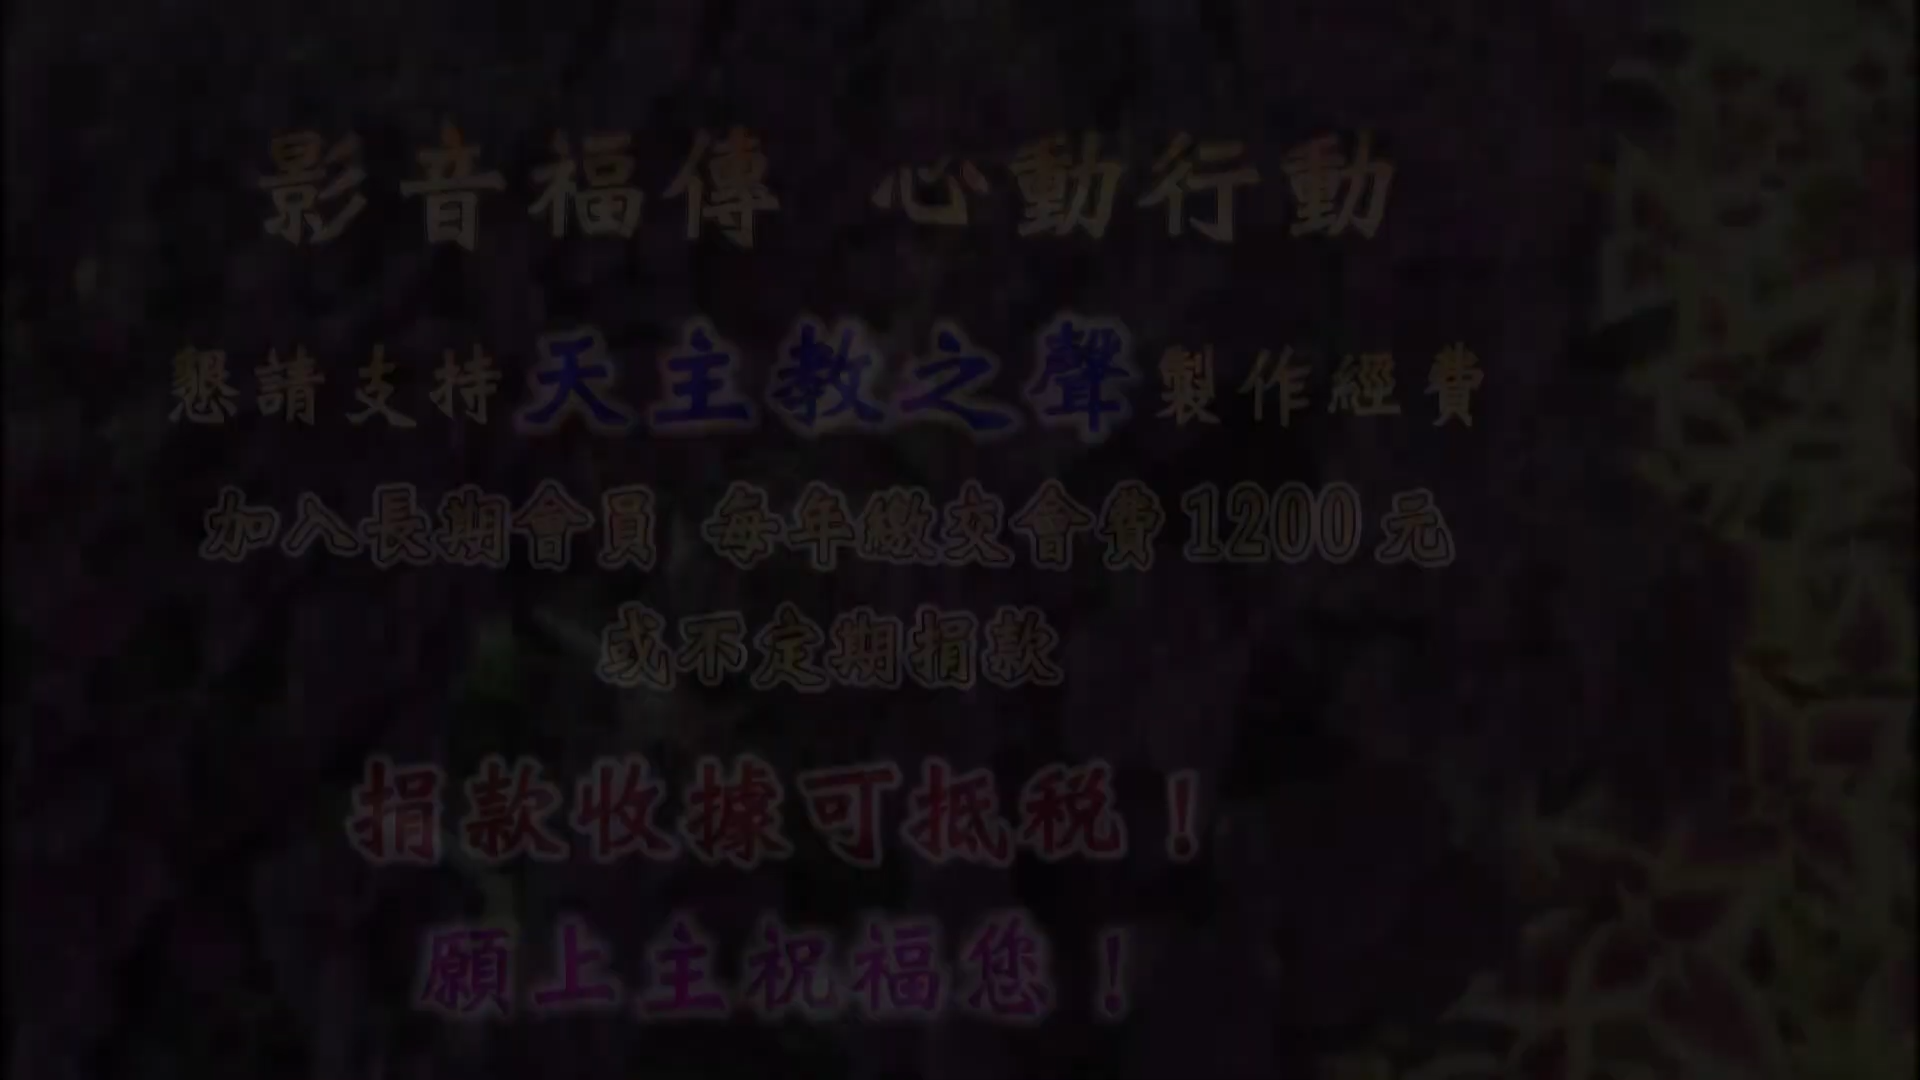 影音福傳 心動行動
懇請支持天主教之聲製作經費
加入長期會員 每年繳交會費1200元
或不定期捐款
捐款收據可抵稅！
願上主祝福您！